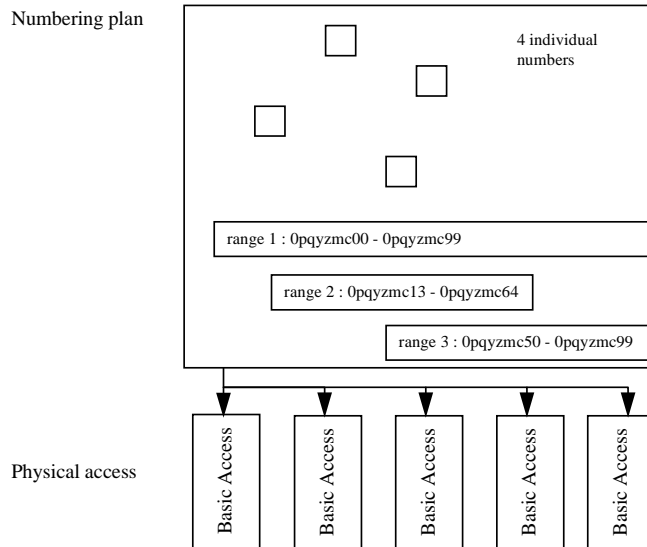 Numbering plan
4 individual
numbers
range 1 : 0pqyzmc00 - 0pqyzmc99
range 2 : 0pqyzmc13 - 0pqyzmc64
range 3 : 0pqyzmc50 - 0pqyzmc99
Physical access
Basic Access
Basic Access
Basic Access
Basic Access
Basic Access